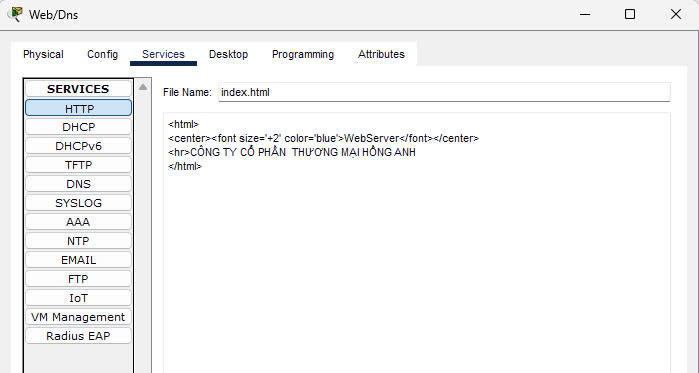 Web/Dns
Physical Config Services Desktop Programming Attributes
SERVICES
HTTP
DHCP
DHCPv6
TFTP
DNS
SYSLOG
AAA
NTP
EMAIL
FTP
IoT
VM Management
Radius EAP
File Name: index.html
<html>
<center><font size='+2' color='blue'>WebServer</font></center>
<hr>CÔNG TY CỔ PHẦN  THƯƠNG MẠI HỒNG ANH
</html>